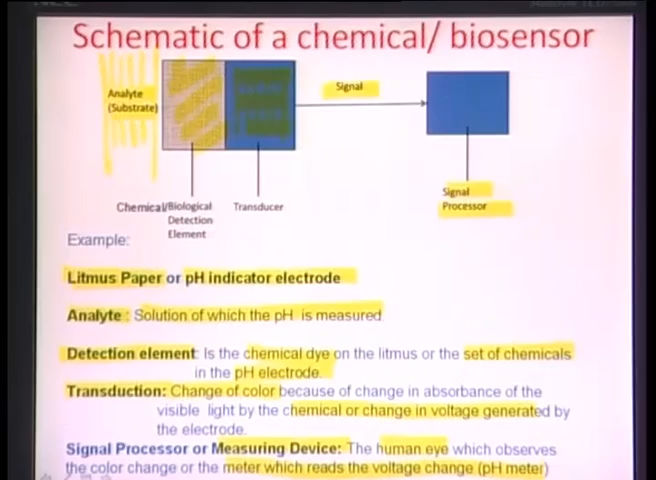 Schematic of a chemical/ biosensor
Analyte
(Substrate)
Signal
Chemical/Biological
Detection
Element
Transducer
Signal
Processor
Example:
Litmus Paper or pH indicator electrode
Analyte : Solution of which the pH is measured
Detection element: Is the chemical dye on the litmus or the set of chemicals
in the pH electrode.
Transduction: Change of color because of change in absorbance of the
visible light by the chemical or change in voltage generated by
the electrode.
Signal Processor or Measuring Device: The human eye which observes
the color change or the meter which reads the voltage change (pH meter)